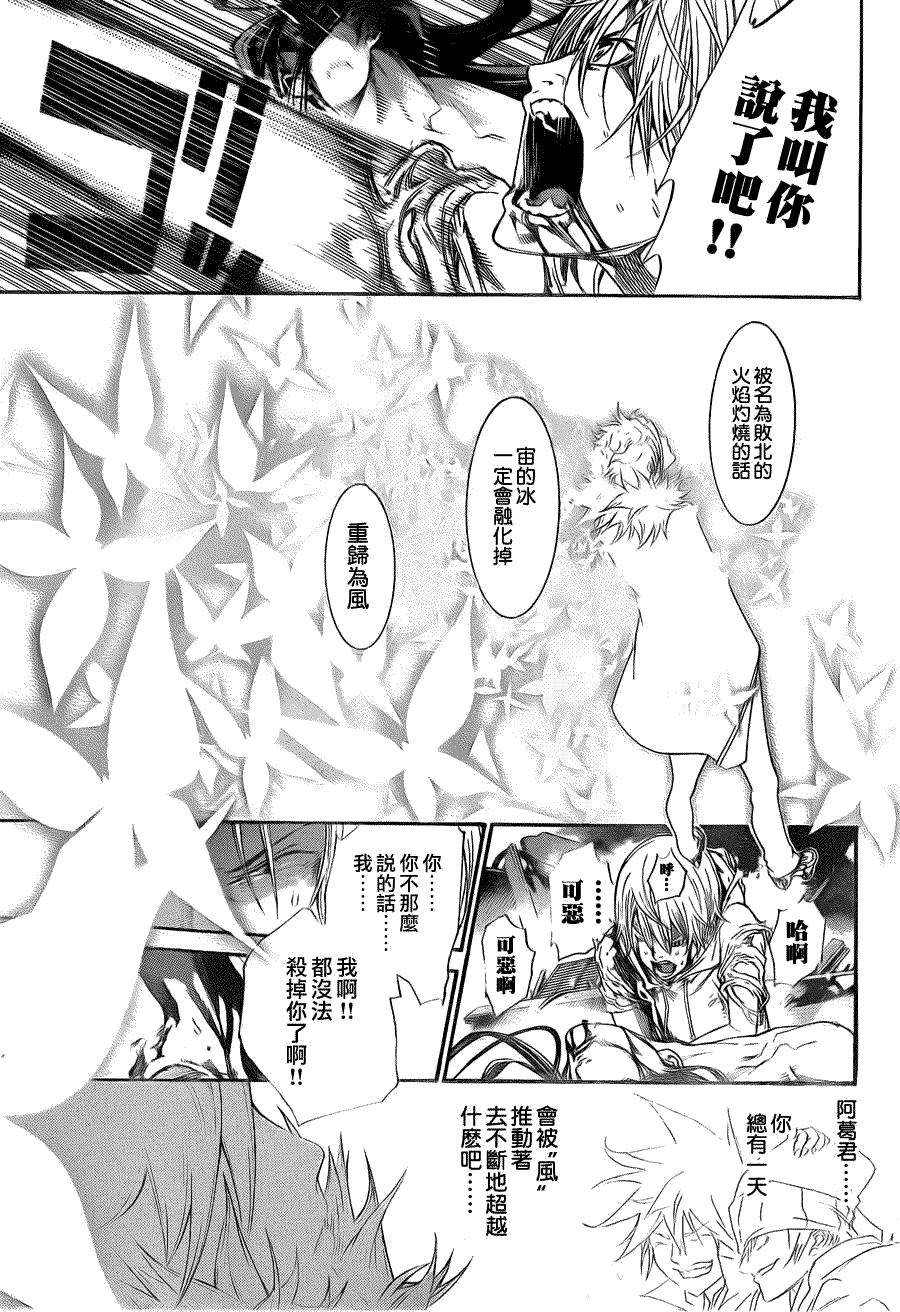 我叫你
說了吧!!
被名為敗北的
火焰灼燒的話
宙的冰
一定會融化掉
重歸為風
哈啊
呼…
……
可惡
可惡啊
你……
你不那麼
說的話……
我……
我啊!!
都沒法
殺掉你了啊!!
阿葛君……
你
總有一天
會被"風"
推動著
去不斷地超越
什麽吧……